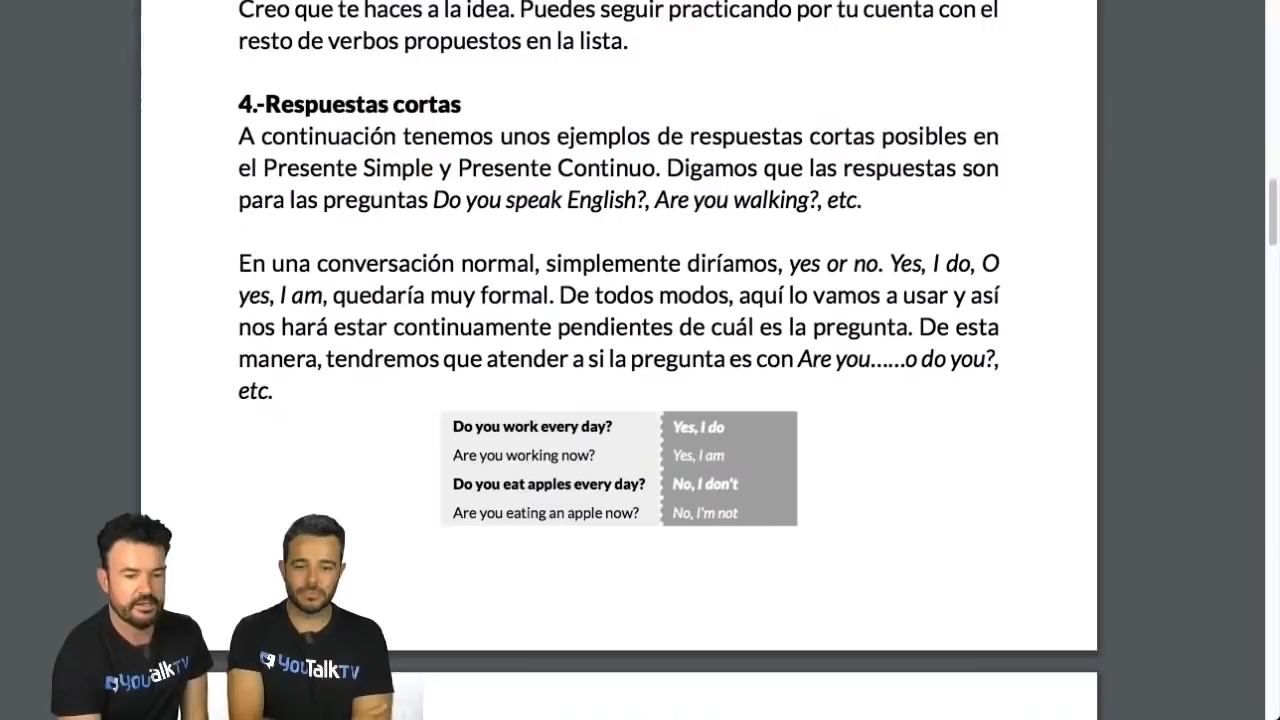 Creo que te haces a la idea. Puedes seguir practicando por tu cuenta con el
resto de verbos propuestos en la lista.
4.-Respuestas cortas
A continuación tenemos unos ejemplos de respuestas cortas posibles en
el Presente Simple y Presente Continuo. Digamos que las respuestas son
para las preguntas Do you speak English?, Are you walking?, etc.
En una conversación normal, simplemente diríamos, yes or no. Yes, I do, O
yes, I am, quedaría muy formal. De todos modos, aquí lo vamos a usar y así
nos hará estar continuamente pendientes de cuál es la pregunta. De esta
manera, tendremos que atender a si la pregunta es con Are you......o do you?,
etc.
Do you work every day? Yes, I do
Are you working now? Yes, I am
Do you eat apples every day? No, I don't
Are you eating an apple now? No, I'm not
YouTalkTV
YouTalkTV